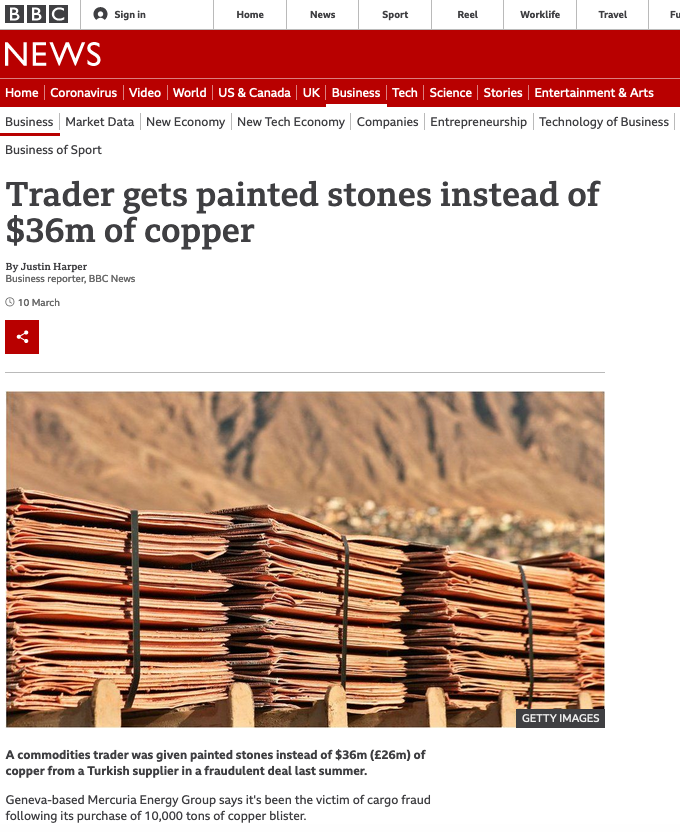 BBC Sign in Home News Sport Reel Worklife Travel Fu
NEWS
Home Coronavirus Video World US & Canada UK Business Tech Science Stories Entertainment & Arts
Business Market Data New Economy New Tech Economy Companies Entrepreneurship Technology of Business
Business of Sport
Trader gets painted stones instead of
$36m of copper
By Justin Harper
Business reporter, BBC News
10 March
GETTY IMAGES
A commodities trader was given painted stones instead of $36m (£26m) of
copper from a Turkish supplier in a fraudulent deal last summer.
Geneva-based Mercuria Energy Group says it's been the victim of cargo fraud
following its purchase of 10,000 tons of copper blister.